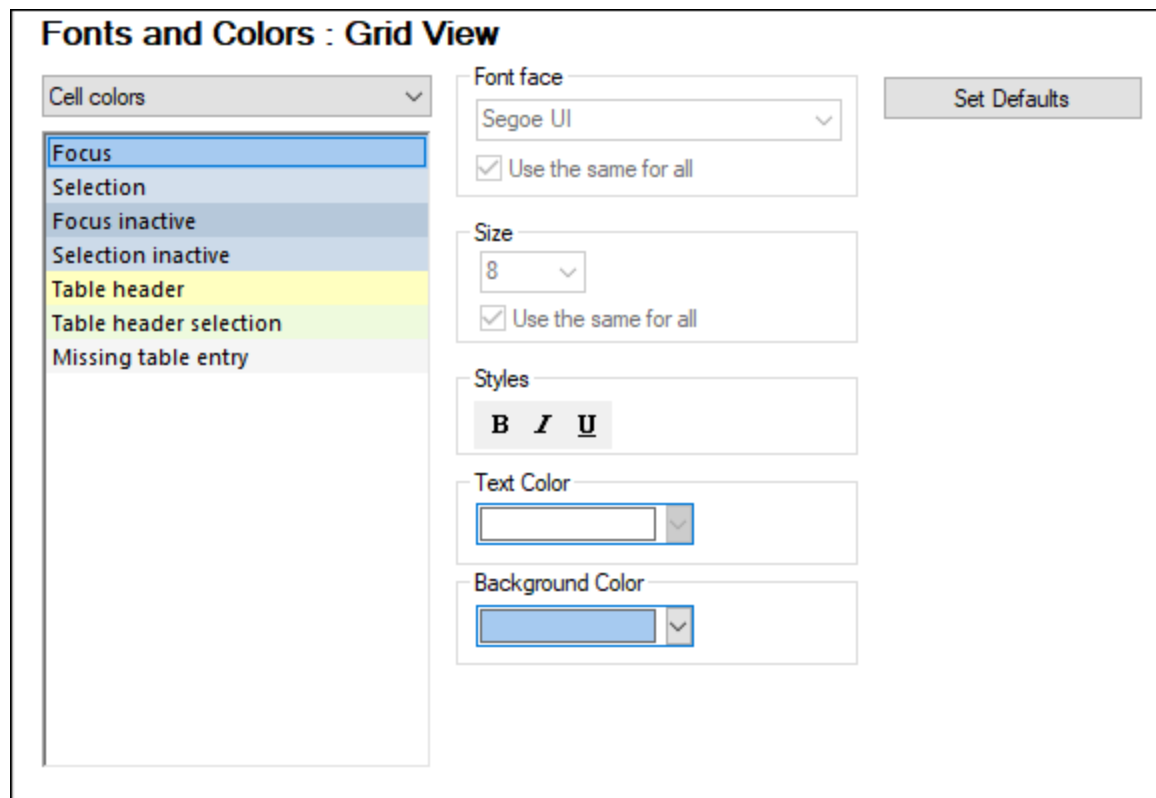 Fonts and Colors : Grid View
Cell colors
Focus
Selection
Focus inactive
Selection inactive
Table header
Table header selection
Missing table entry
Font face
Segoe UI
Use the same for all
Size
8
Use the same for all
Styles
B I U
Text Color
Background Color
Set Defaults